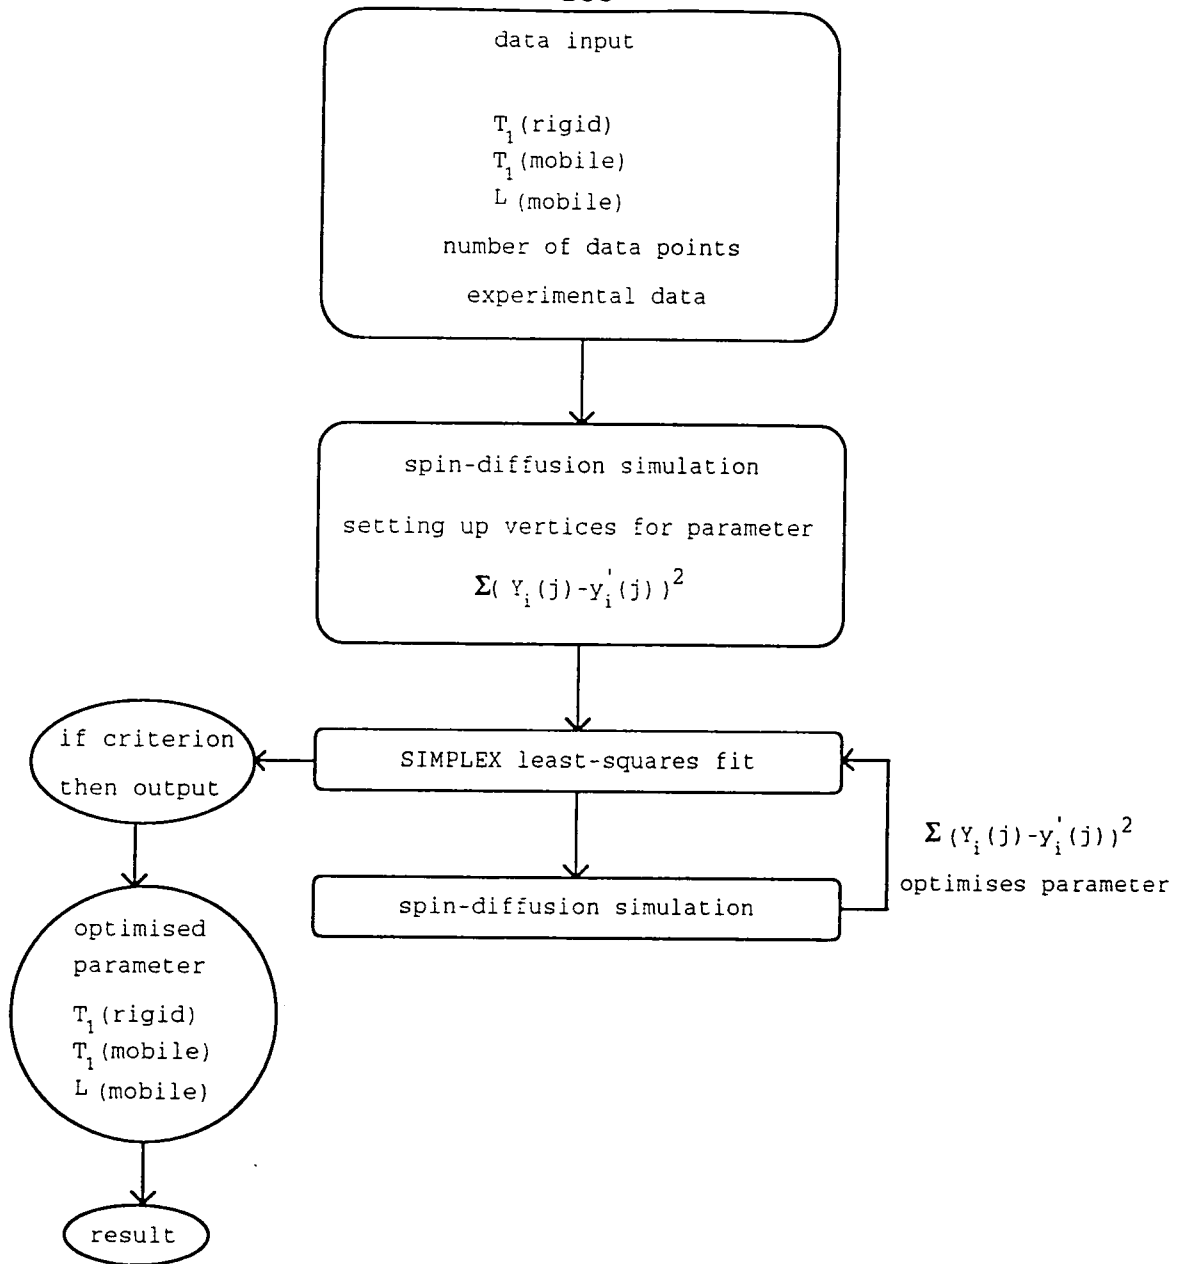 data input
T₁(rigid)
T₁(mobile)
L (mobile)
number of data points
experimental data
spin-diffusion simulation
setting up vertices for parameter
Σ( Yᵢ(j)-yᵢ'(j))²
if criterion
then output
SIMPLEX least-squares fit
Σ (Yᵢ(j)-yᵢ'(j))²
optimises parameter
spin-diffusion simulation
optimised
parameter
T₁(rigid)
T₁(mobile)
L (mobile)
result